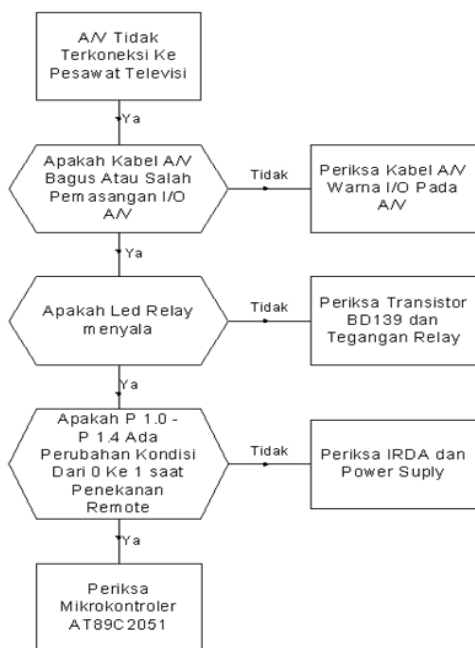 A/V Tidak
Terkoneksi Ke
Pesawat Televisi
Ya
Apakah Kabel A/V
Bagus Atau Salah
Pemasangan I/O
A/V
Tidak
Periksa Kabel A/V
Warna I/O Pada
A/V
Ya
Apakah Led Relay
menyala
Tidak
Periksa Transistor
BD139 dan
Tegangan Relay
Ya
Apakah P 1.0 -
P 1.4 Ada
Perubahan Kondisi
Dari 0 Ke 1 saat
Penekanan
Remote
Tidak
Periksa IRDA dan
Power Suply
Ya
Periksa
Mikrokontroler
AT89C2051